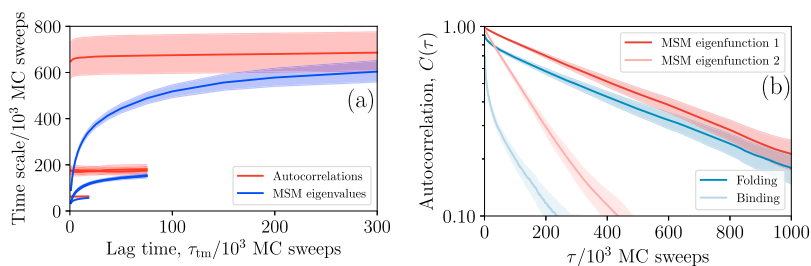 Time scale/10³ MC sweeps
800
600
400
200
0
0
100
200
300
Lag time, τtm/10³ MC sweeps
(a)
Autocorrelations
MSM eigenvalues
Autocorrelation, C(τ)
1.00
0.10
0
200
400
600
800
1000
τ/10³ MC sweeps
MSM eigenfunction 1
MSM eigenfunction 2
(b)
Folding
Binding